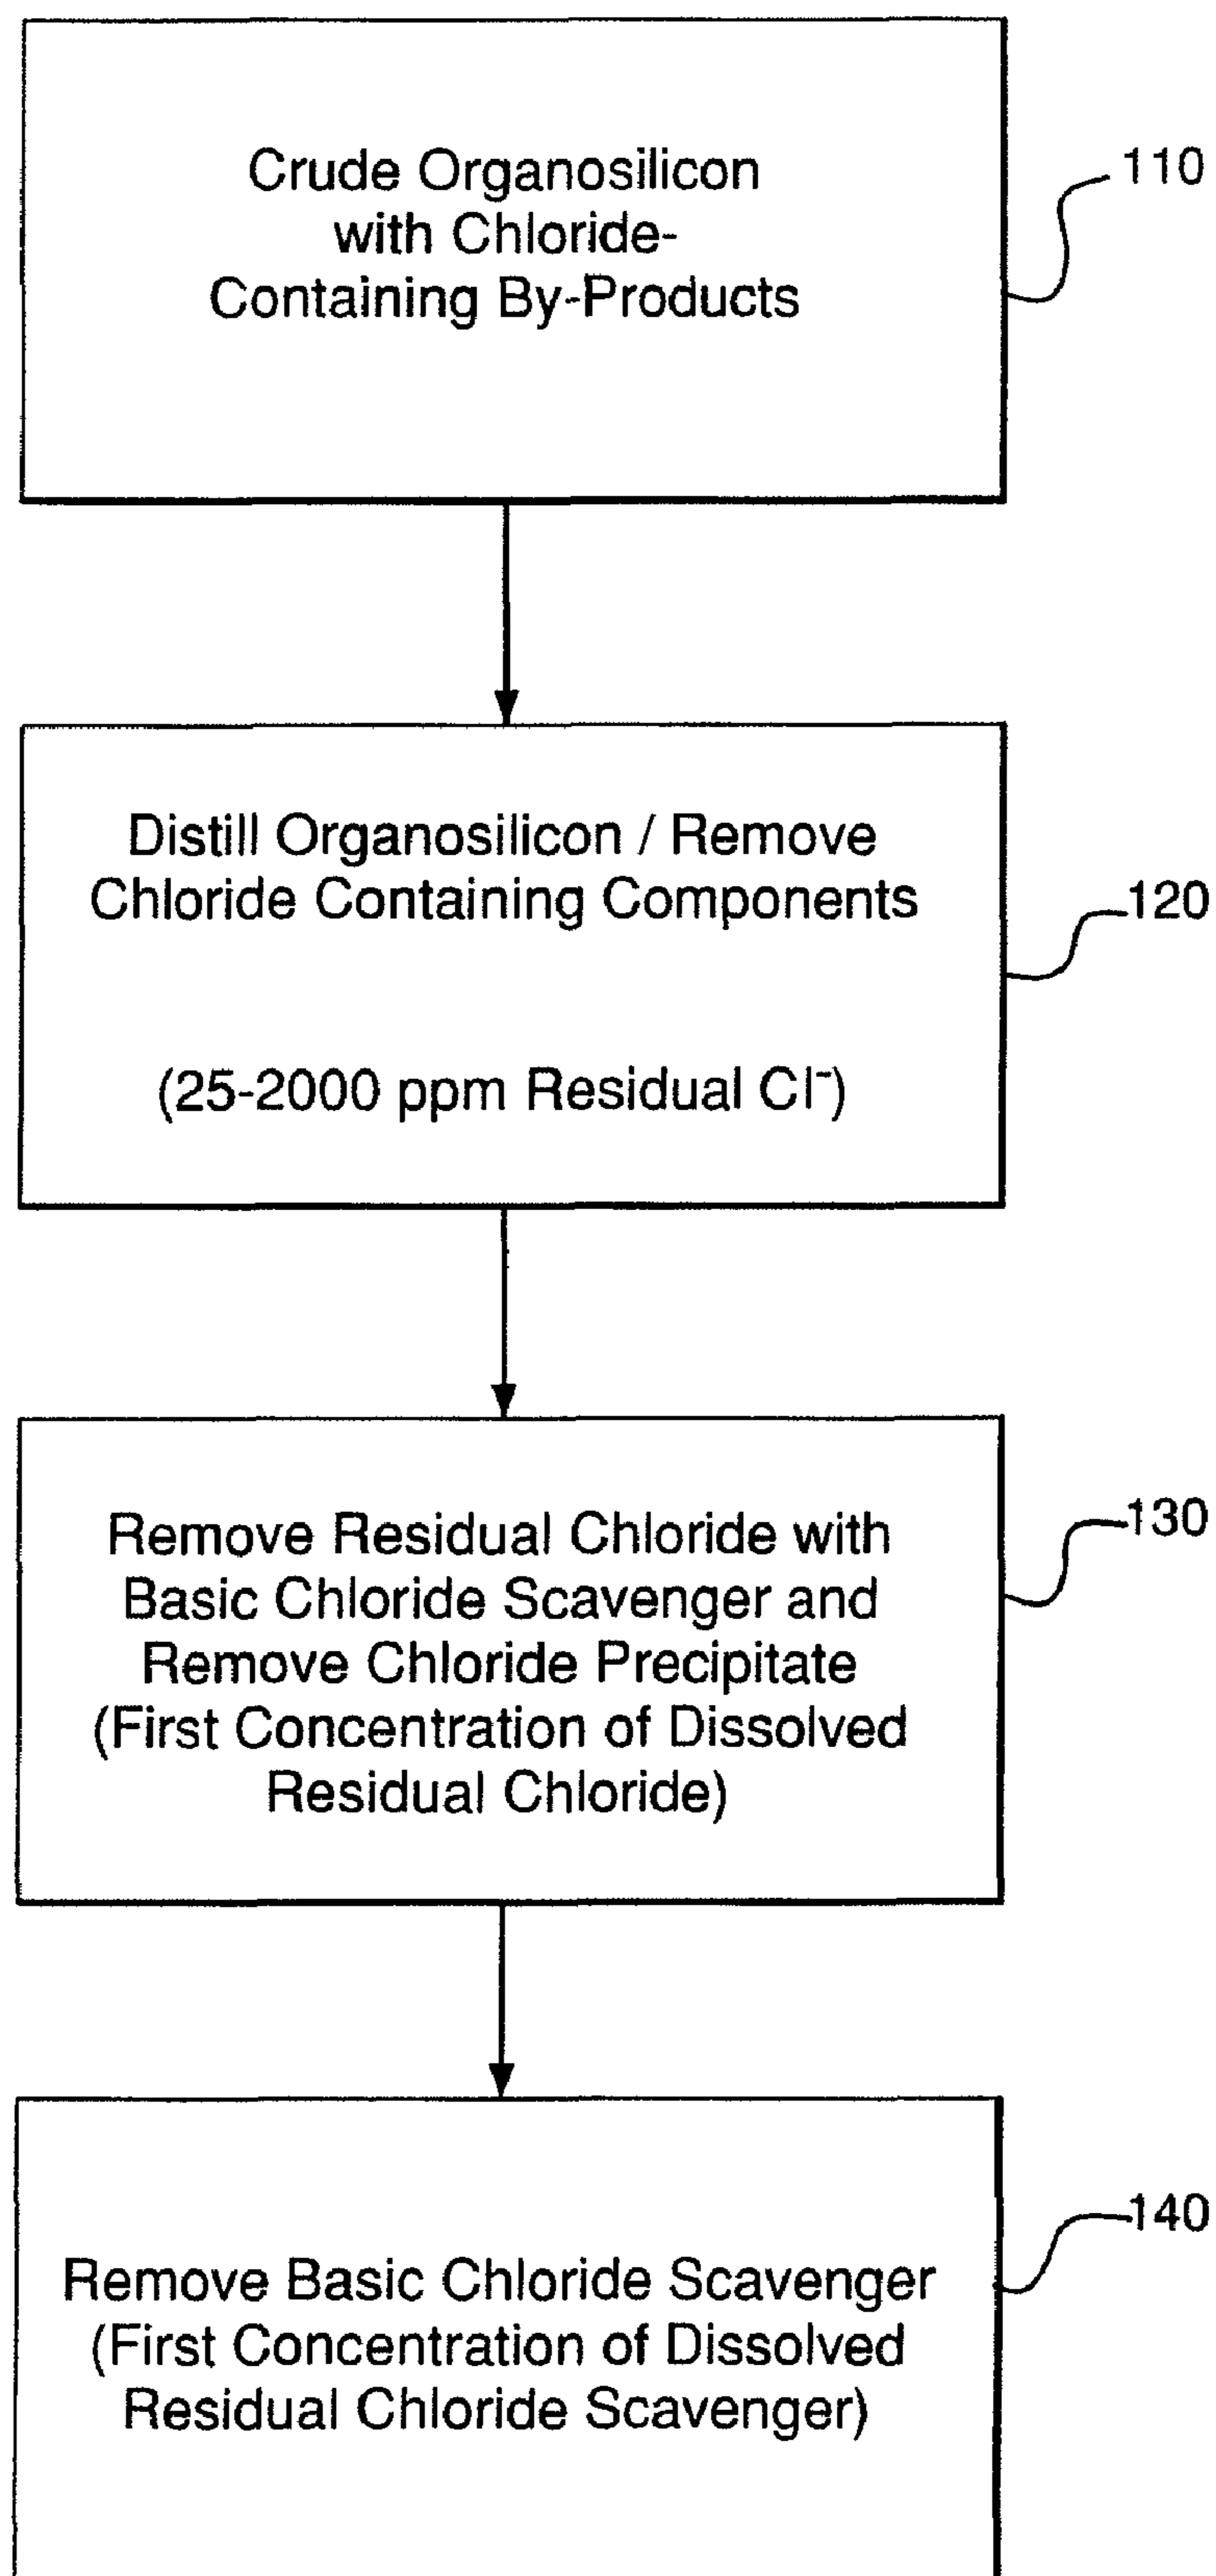 Crude Organosilicon
with Chloride-
Containing By-Products
110
Distill Organosilicon / Remove
Chloride Containing Components
(25-2000 ppm Residual Cl⁻)
120
Remove Residual Chloride with
Basic Chloride Scavenger and
Remove Chloride Precipitate
(First Concentration of Dissolved
Residual Chloride)
130
Remove Basic Chloride Scavenger
(First Concentration of Dissolved
Residual Chloride Scavenger)
140